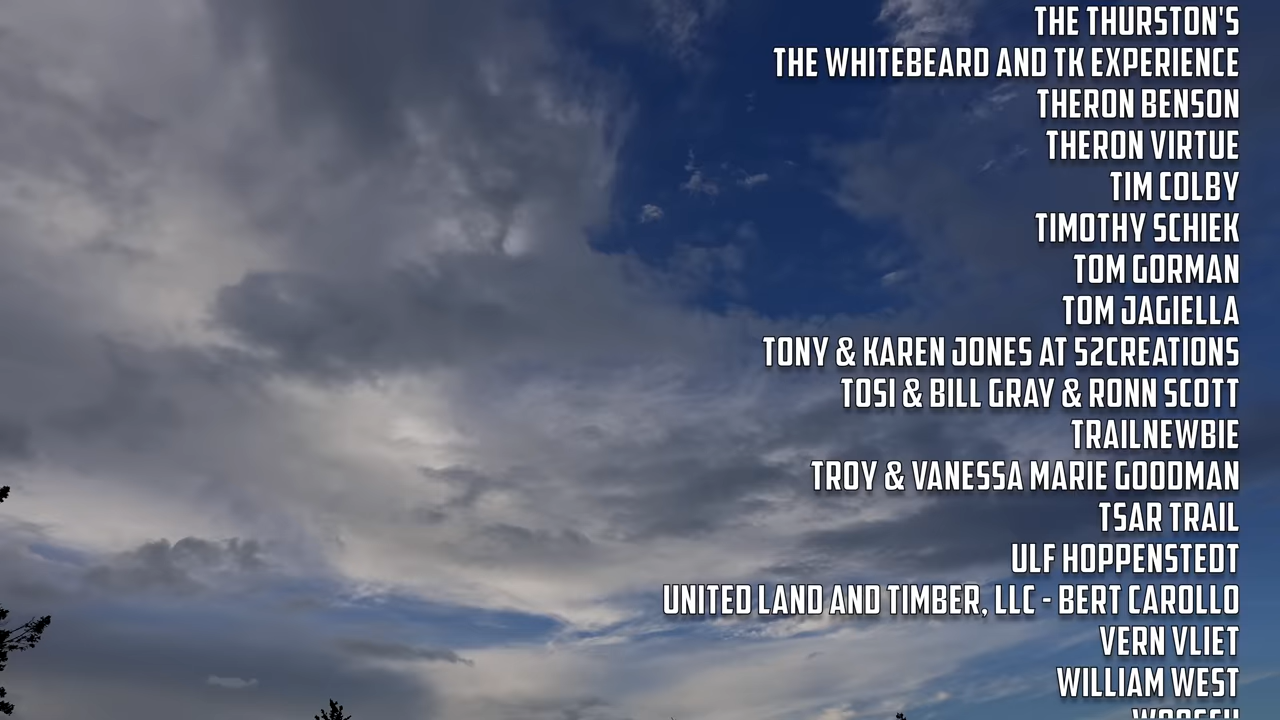 THE THURSTON'S
THE WHITEBEARD AND TK EXPERIENCE
THERON BENSON
THERON VIRTUE
TIM COLBY
TIMOTHY SCHIEK
TOM GORMAN
TOM JAGIELLA
TONY & KAREN JONES AT 52CREATIONS
TOSI & BILL GRAY & RONN SCOTT
TRAILNEWBIE
TROY & VANESSA MARIE GOODMAN
TSAR TRAIL
ULF HOPPENSTEDT
UNITED LAND AND TIMBER, LLC - BERT CAROLLO
VERN VLIET
WILLIAM WEST